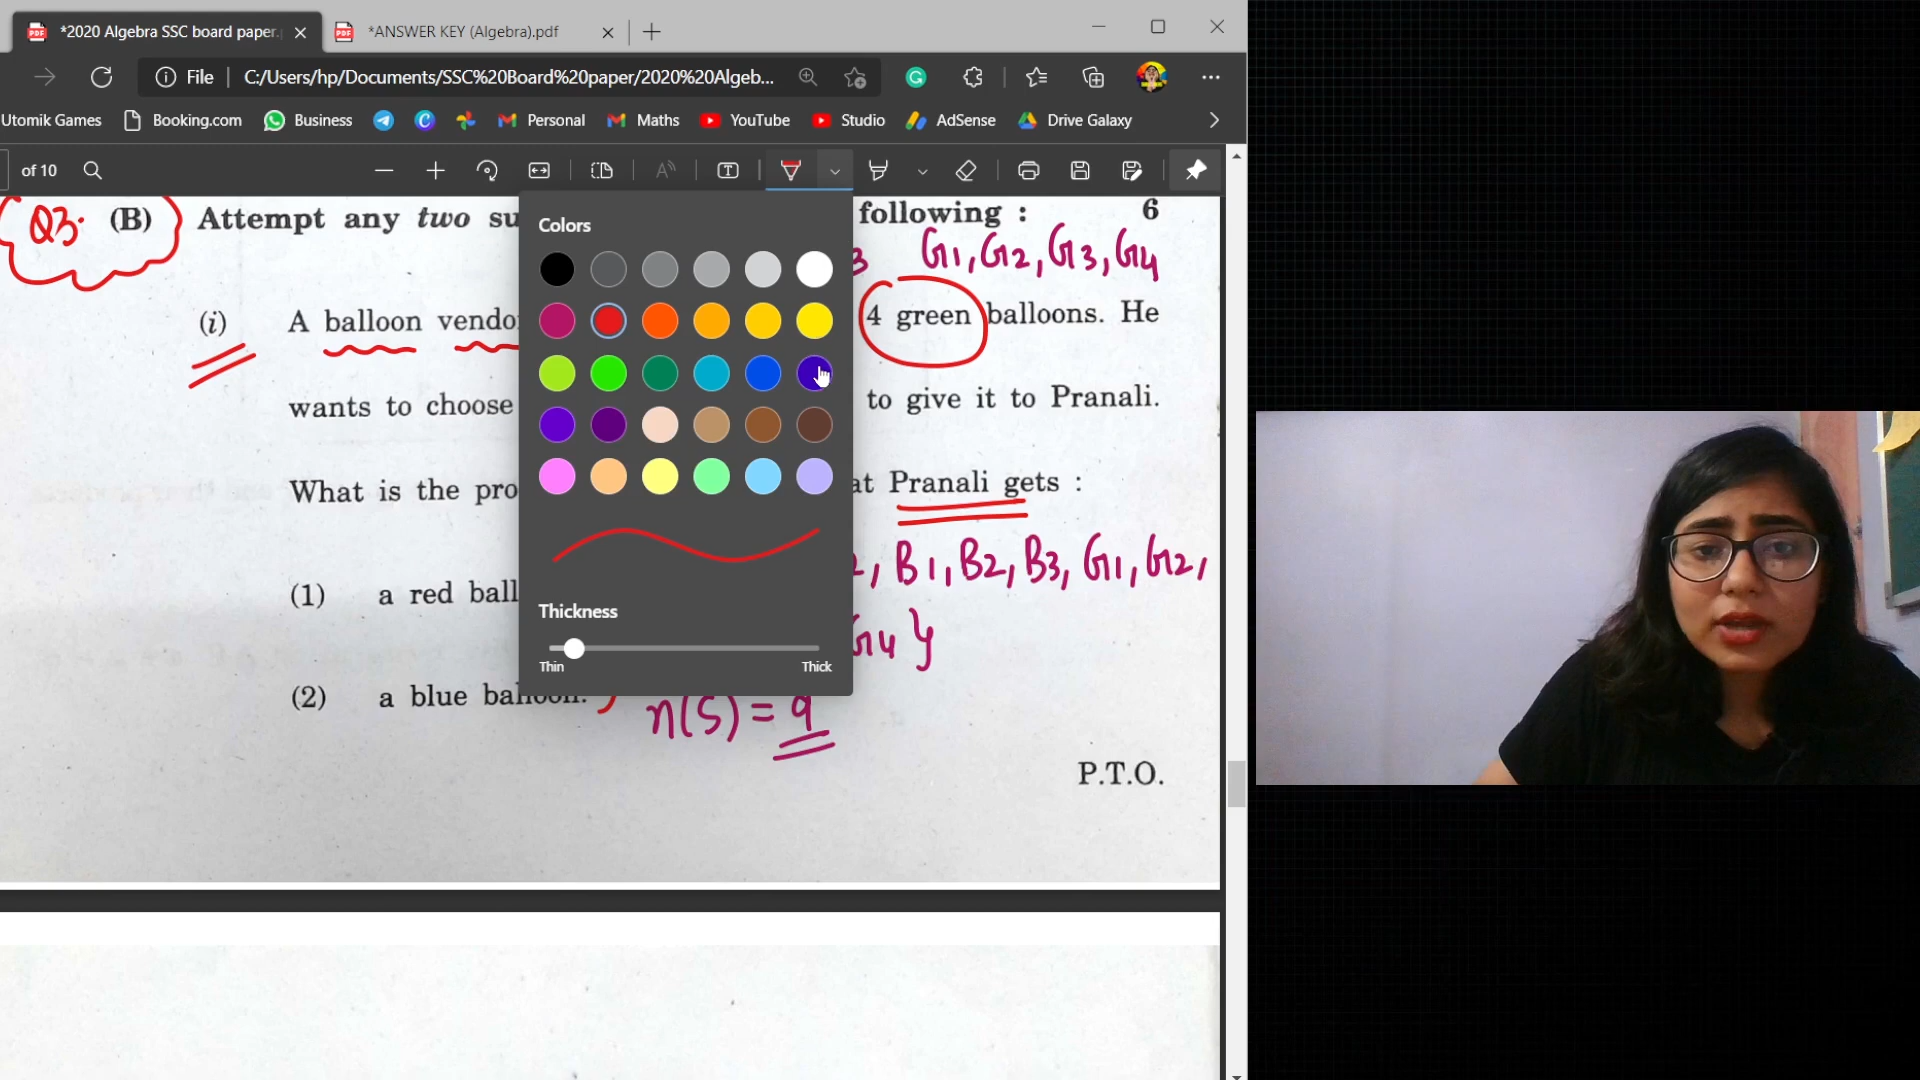 *2020 Algebra SSC board paper.
*ANSWER KEY (Algebra).pdf
File
C:/Users/hp/Documents/SSC%20Board%20paper/2020%20Algeb...
Utomik Games
Booking.com
Business
Personal
Maths
YouTube
Studio
AdSense
Drive Galaxy
of 10
Q3. (B) Attempt any two su
following : 6
3 G1, G2, G3, G4
(i) A balloon vendo
4 green balloons. He
wants to choose
to give it to Pranali.
What is the pro
at Pranali gets :
2, B1, B2, B3, G1, G2,
(1) a red ball
G4 }
(2) a blue balloon.
n(S) = 9
P.T.O.
Colors
Thickness
Thin
Thick